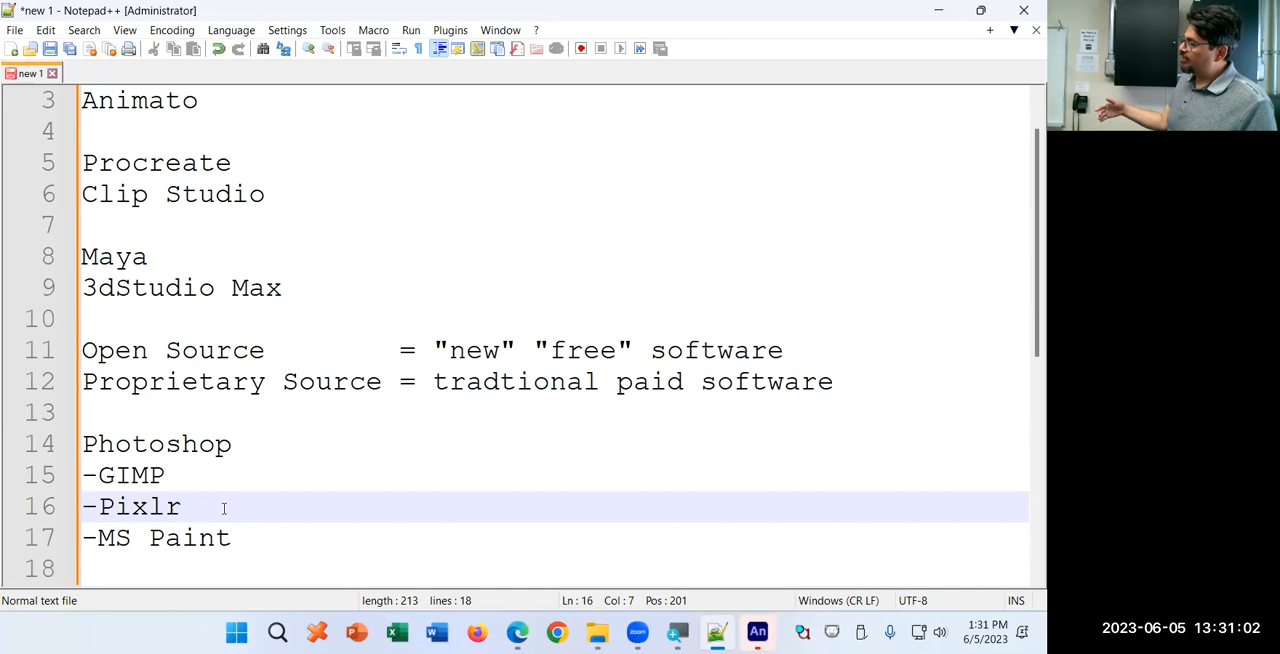 *new 1 - Notepad++ [Administrator]
File Edit Search View Encoding Language Settings Tools Macro Run Plugins Window ?
new 1
3 Animato
4
5 Procreate
6 Clip Studio
7
8 Maya
9 3dStudio Max
10
11 Open Source = "new" "free" software
12 Proprietary Source = tradtional paid software
13
14 Photoshop
15 -GIMP
16 -Pixlr
17 -MS Paint
18
Normal text file length : 213 lines : 18 Ln : 16 Col : 7 Pos : 201 Windows (CR LF) UTF-8 INS
zoom An 1:31 PM
6/5/2023
2023-06-05 13:31:02